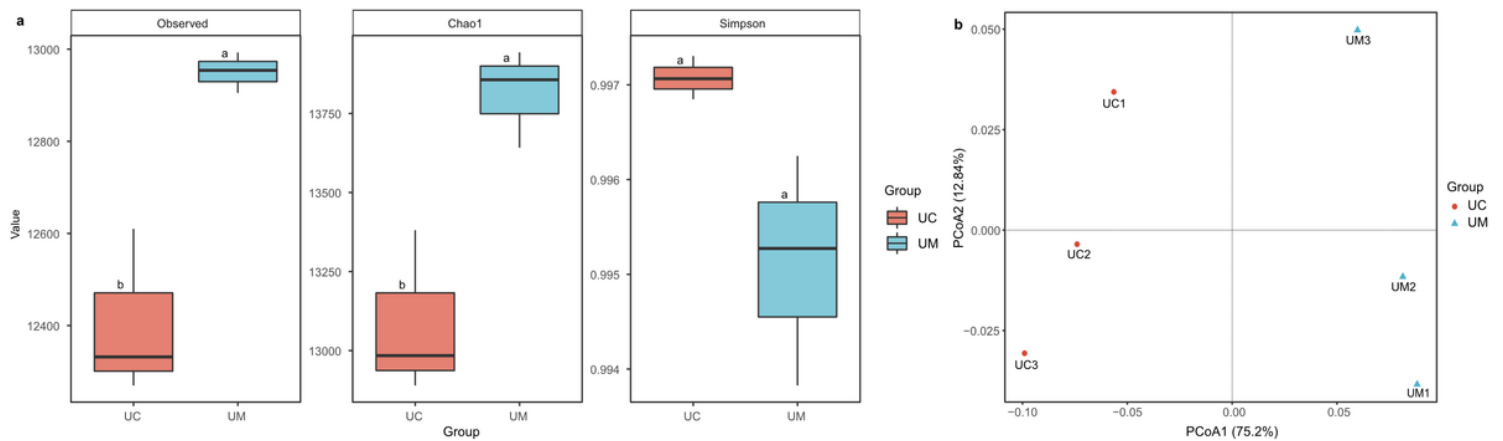 a
Observed
Chao1
Simpson
Value
13000
12800
12600
12400
b
a
UC
UM
13750
13500
13250
13000
b
a
UC
UM
Group
0.997
0.996
0.995
0.994
a
a
UC
UM
Group
UC
UM
b
PCoA2 (12.84%)
0.050
0.025
0.000
−0.025
UM3
UC1
UC2
UM2
UC3
UM1
−0.10
−0.05
0.00
0.05
PCoA1 (75.2%)
Group
UC
UM